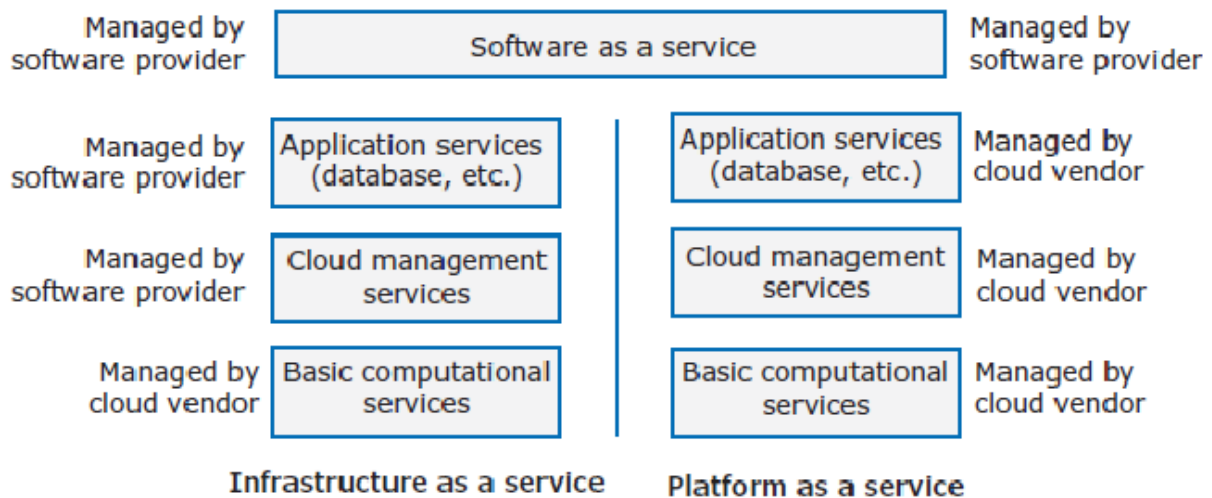 Managed by
software provider
Software as a service
Managed by
software provider
Managed by
software provider
Application services
(database, etc.)
Application services
(database, etc.)
Managed by
cloud vendor
Managed by
software provider
Cloud management
services
Cloud management
services
Managed by
cloud vendor
Managed by
cloud vendor
Basic computational
services
Basic computational
services
Managed by
cloud vendor
Infrastructure as a service
Platform as a service